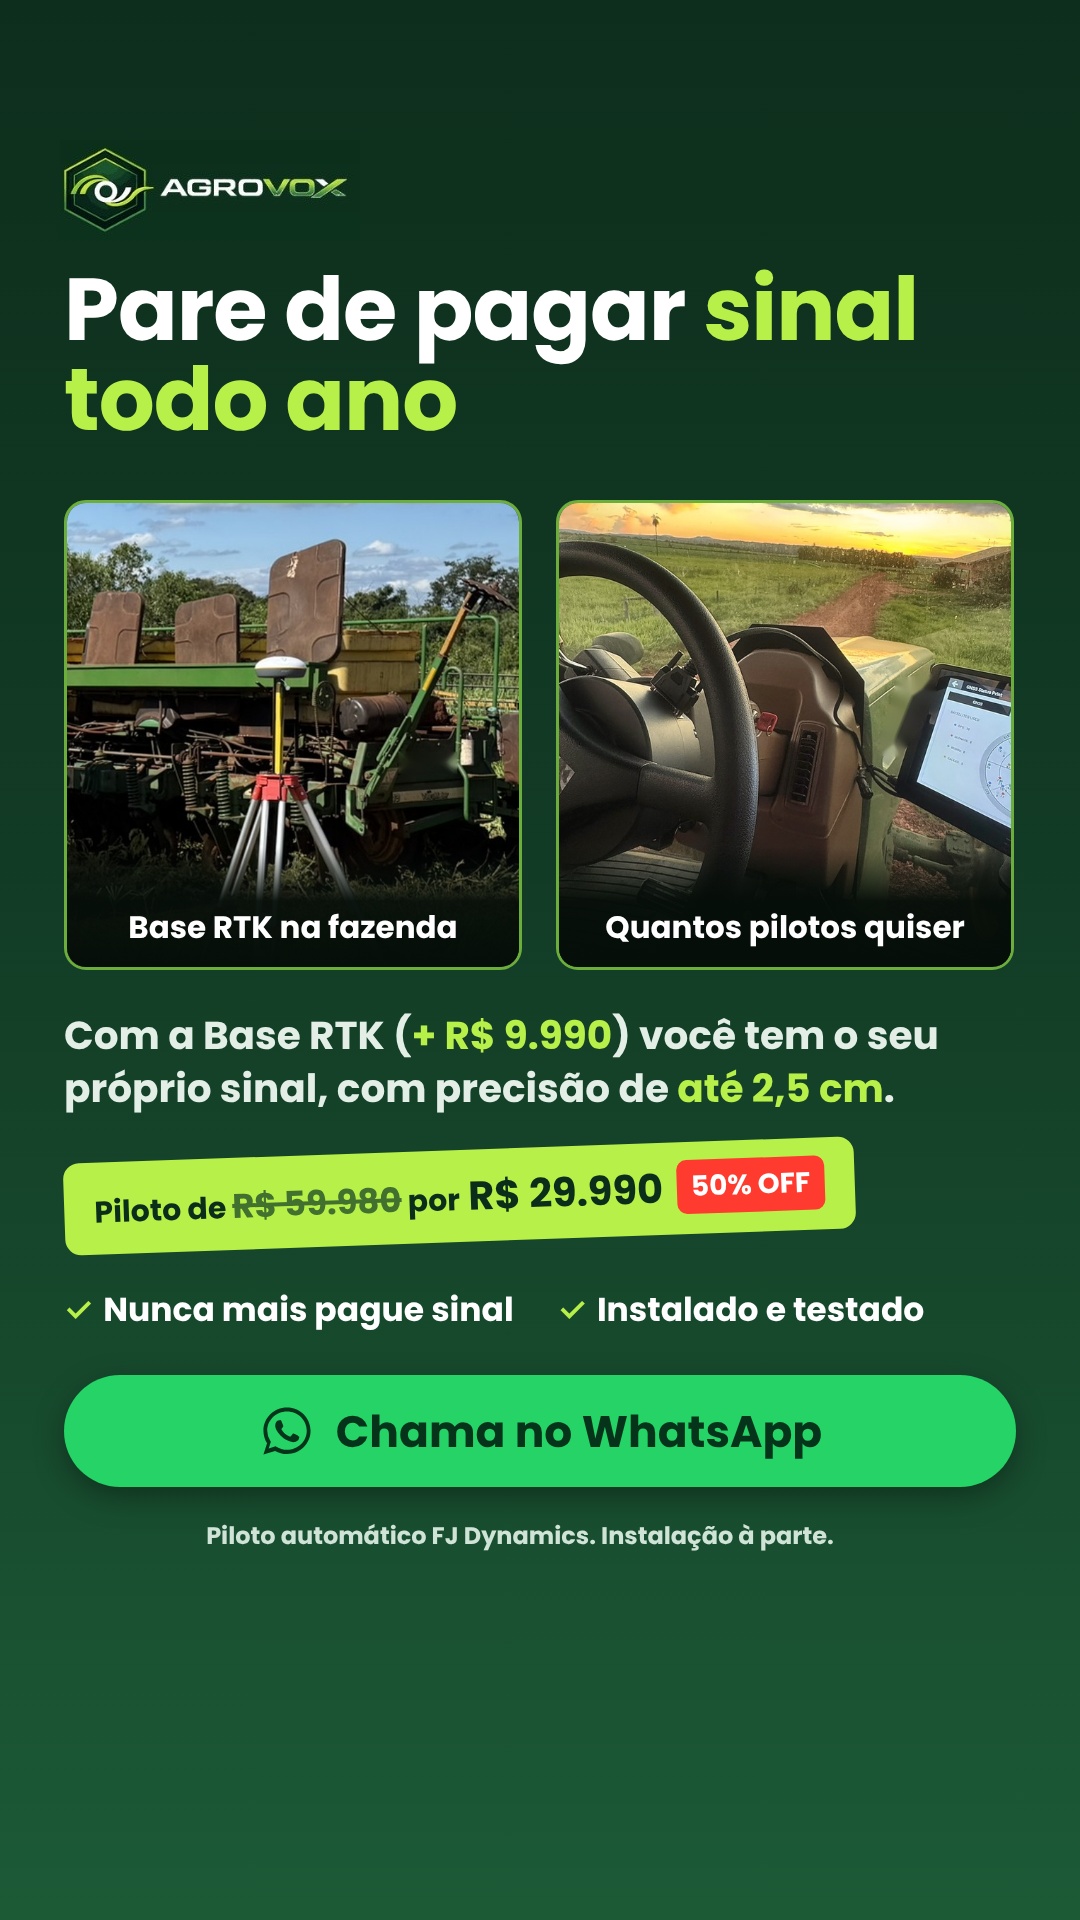 AGROVOX
Pare de pagar sinal
todo ano
Base RTK na fazenda
Quantos pilotos quiser
Com a Base RTK (+ R$ 9.990) você tem o seu
próprio sinal, com precisão de até 2,5 cm.
Piloto de R$ 59.980 por R$ 29.990 50% OFF
✓ Nunca mais pague sinal ✓ Instalado e testado
Chama no WhatsApp
Piloto automático FJ Dynamics. Instalação à parte.